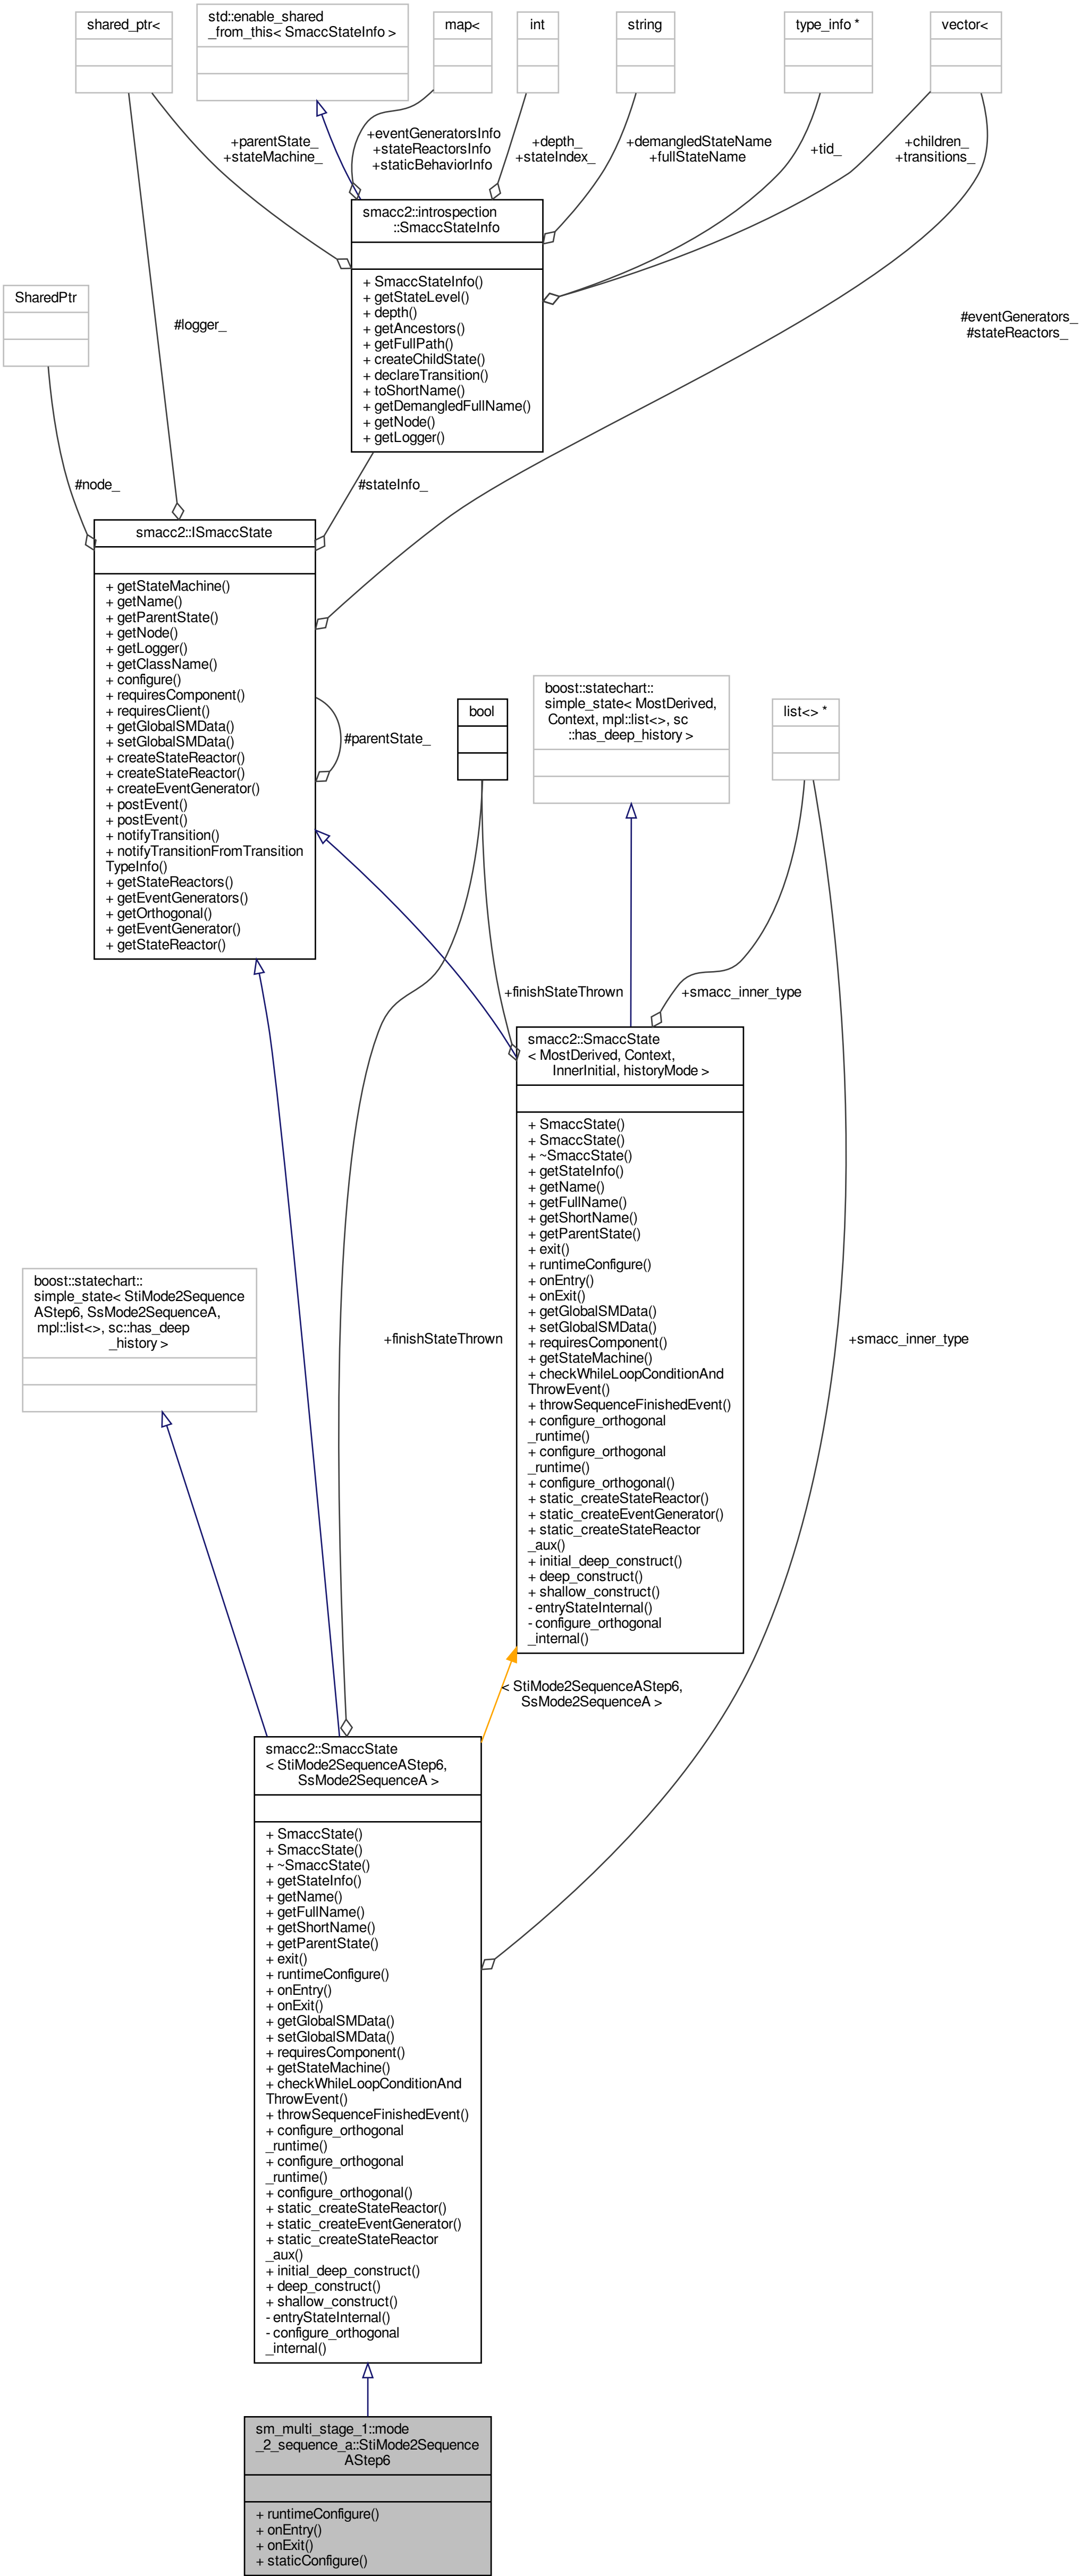 shared_ptr<
std::enable_shared
_from_this< SmaccStateInfo >
map<
int
string
type_info *
vector<
+parentState_
+stateMachine_
+eventGeneratorsInfo
+stateReactorsInfo
+staticBehaviorInfo
+depth_
+stateIndex_
+demangledStateName
+fullStateName
+tid_
+children_
+transitions_
smacc2::introspection
::SmaccStateInfo
+ SmaccStateInfo()
+ getStateLevel()
+ depth()
+ getAncestors()
+ getFullPath()
+ createChildState()
+ declareTransition()
+ toShortName()
+ getDemangledFullName()
+ getNode()
+ getLogger()
SharedPtr
#logger_
#eventGenerators_
#stateReactors_
#node_
#stateInfo_
smacc2::ISmaccState
+ getStateMachine()
+ getName()
+ getParentState()
+ getNode()
+ getLogger()
+ getClassName()
+ configure()
+ requiresComponent()
+ requiresClient()
+ getGlobalSMData()
+ setGlobalSMData()
+ createStateReactor()
+ createStateReactor()
+ createEventGenerator()
+ postEvent()
+ postEvent()
+ notifyTransition()
+ notifyTransitionFromTransition
TypeInfo()
+ getStateReactors()
+ getEventGenerators()
+ getOrthogonal()
+ getEventGenerator()
+ getStateReactor()
#parentState_
bool
boost::statechart::
simple_state< MostDerived,
Context, mpl::list<>, sc
::has_deep_history >
list<> *
+finishStateThrown
+smacc_inner_type
smacc2::SmaccState
< MostDerived, Context,
InnerInitial, historyMode >
+ SmaccState()
+ SmaccState()
+ ~SmaccState()
+ getStateInfo()
+ getName()
+ getFullName()
+ getShortName()
+ getParentState()
+ exit()
+ runtimeConfigure()
+ onEntry()
+ onExit()
+ getGlobalSMData()
+ setGlobalSMData()
+ requiresComponent()
+ getStateMachine()
+ checkWhileLoopConditionAnd
ThrowEvent()
+ throwSequenceFinishedEvent()
+ configure_orthogonal
_runtime()
+ configure_orthogonal
_runtime()
+ configure_orthogonal()
+ static_createStateReactor()
+ static_createEventGenerator()
+ static_createStateReactor
_aux()
+ initial_deep_construct()
+ deep_construct()
+ shallow_construct()
- entryStateInternal()
- configure_orthogonal
_internal()
boost::statechart::
simple_state< StiMode2Sequence
AStep6, SsMode2SequenceA,
mpl::list<>, sc::has_deep
_history >
+finishStateThrown
+smacc_inner_type
< StiMode2SequenceAStep6,
SsMode2SequenceA >
smacc2::SmaccState
< StiMode2SequenceAStep6,
SsMode2SequenceA >
+ SmaccState()
+ SmaccState()
+ ~SmaccState()
+ getStateInfo()
+ getName()
+ getFullName()
+ getShortName()
+ getParentState()
+ exit()
+ runtimeConfigure()
+ onEntry()
+ onExit()
+ getGlobalSMData()
+ setGlobalSMData()
+ requiresComponent()
+ getStateMachine()
+ checkWhileLoopConditionAnd
ThrowEvent()
+ throwSequenceFinishedEvent()
+ configure_orthogonal
_runtime()
+ configure_orthogonal
_runtime()
+ configure_orthogonal()
+ static_createStateReactor()
+ static_createEventGenerator()
+ static_createStateReactor
_aux()
+ initial_deep_construct()
+ deep_construct()
+ shallow_construct()
- entryStateInternal()
- configure_orthogonal
_internal()
sm_multi_stage_1::mode
_2_sequence_a::StiMode2Sequence
AStep6
+ runtimeConfigure()
+ onEntry()
+ onExit()
+ staticConfigure()